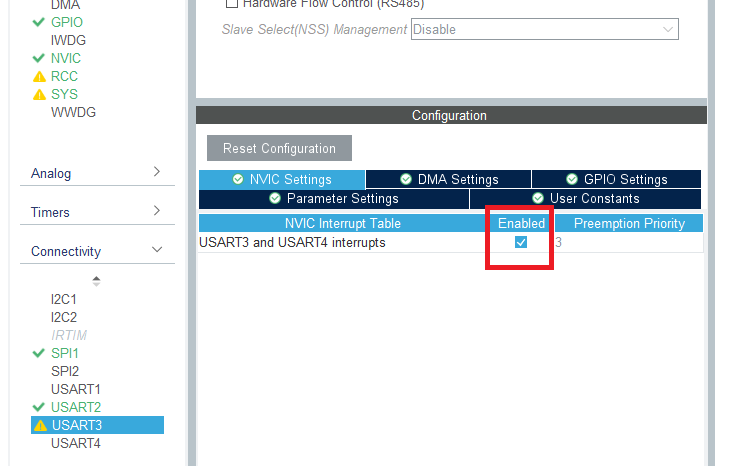 DMA
GPIO
IWDG
NVIC
RCC
SYS
WWDG
Analog
Timers
Connectivity
I2C1
I2C2
IRTIM
SPI1
SPI2
USART1
USART2
USART3
USART4
Hardware Flow Control (RS485)
Slave Select(NSS) Management Disable
Configuration
Reset Configuration
NVIC Settings DMA Settings GPIO Settings
Parameter Settings User Constants
NVIC Interrupt Table Enabled Preemption Priority
USART3 and USART4 interrupts 3